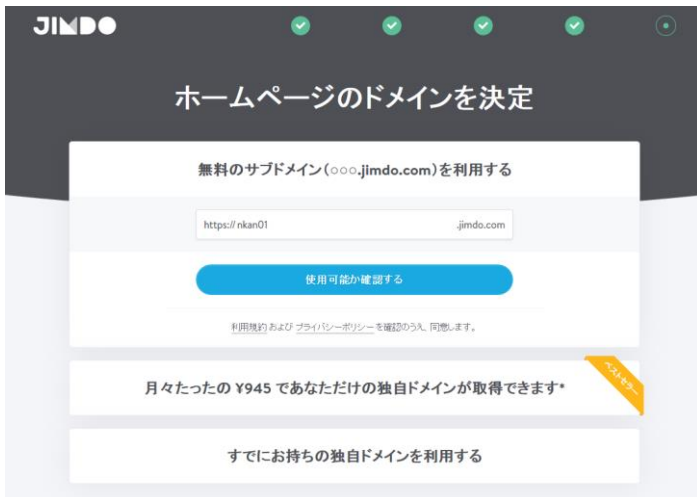 JIMDO
ホームページのドメインを決定
無料のサブドメイン(○○○.jimdo.com)を利用する
https:// nkan01 .jimdo.com
使用可能か確認する
利用規約 および プライバシーポリシー を確認のうえ、同意します。
ベストセラー
月々たったの ¥945 であなただけの独自ドメインが取得できます*
すでにお持ちの独自ドメインを利用する